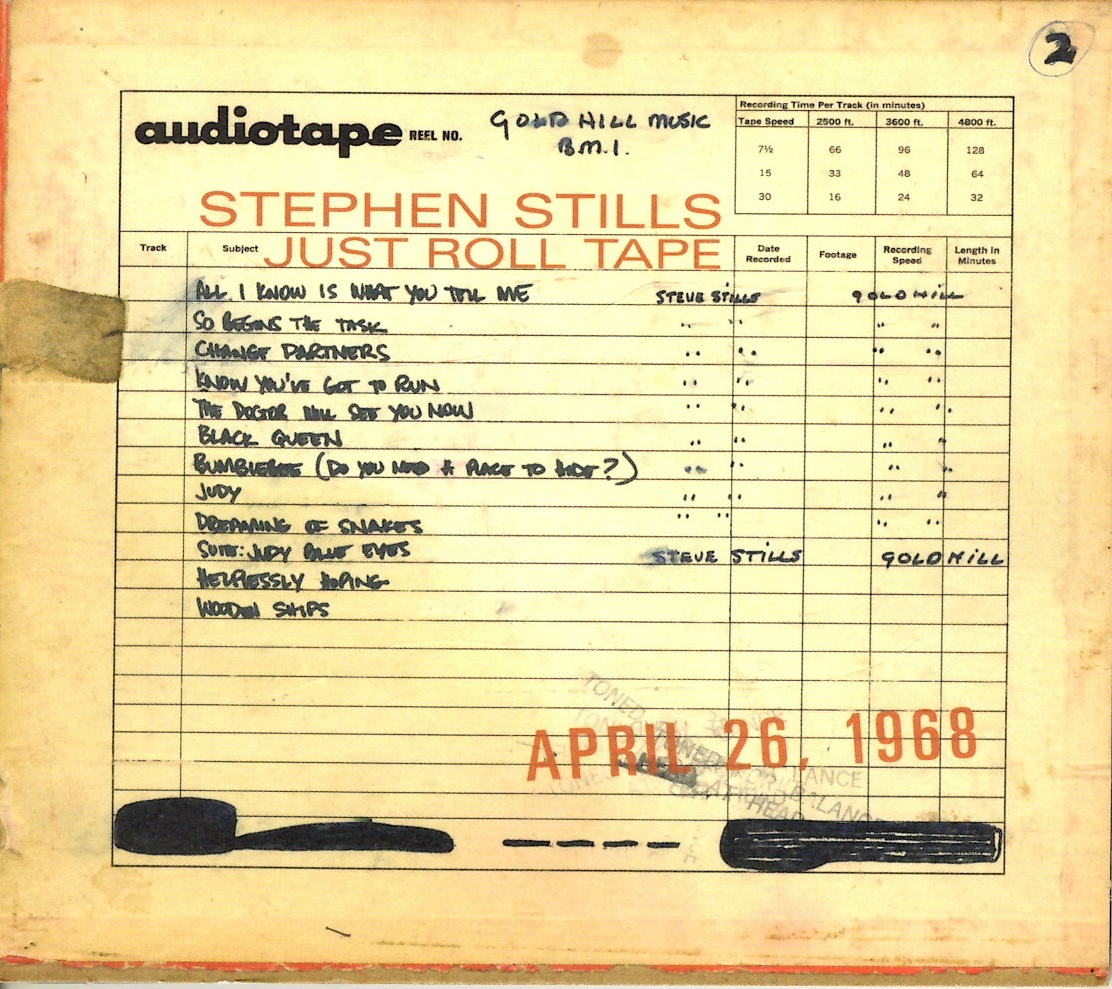 2
audiotape REEL NO. GOLD HILL MUSIC
B.M.I.
Recording Time Per Track (in minutes)
Tape Speed 2500 ft. 3600 ft. 4800 ft.
7½ 66 96 128
15 33 48 64
30 16 24 32
STEPHEN STILLS
JUST ROLL TAPE
Track Subject Date Recorded Footage Recording Speed Length in Minutes
ALL I KNOW IS WHAT YOU TELL ME STEVE STILLS GOLD HILL
SO BEGINS THE TASK " " " "
CHANGE PARTNERS " " " "
KNOW YOU'VE GOT TO RUN " " " "
THE DOCTOR WILL SEE YOU NOW " " " "
BLACK QUEEN " " " "
BUMBLEBEE (DO YOU NEED A PLACE TO HIDE?) " " " "
JUDY " " " "
DREAMING OF SNAKES " " " "
SUITE: JUDY BLUE EYES STEVE STILLS GOLD HILL
HELPLESSLY HOPING
WOODEN SHIPS
APRIL 26, 1968